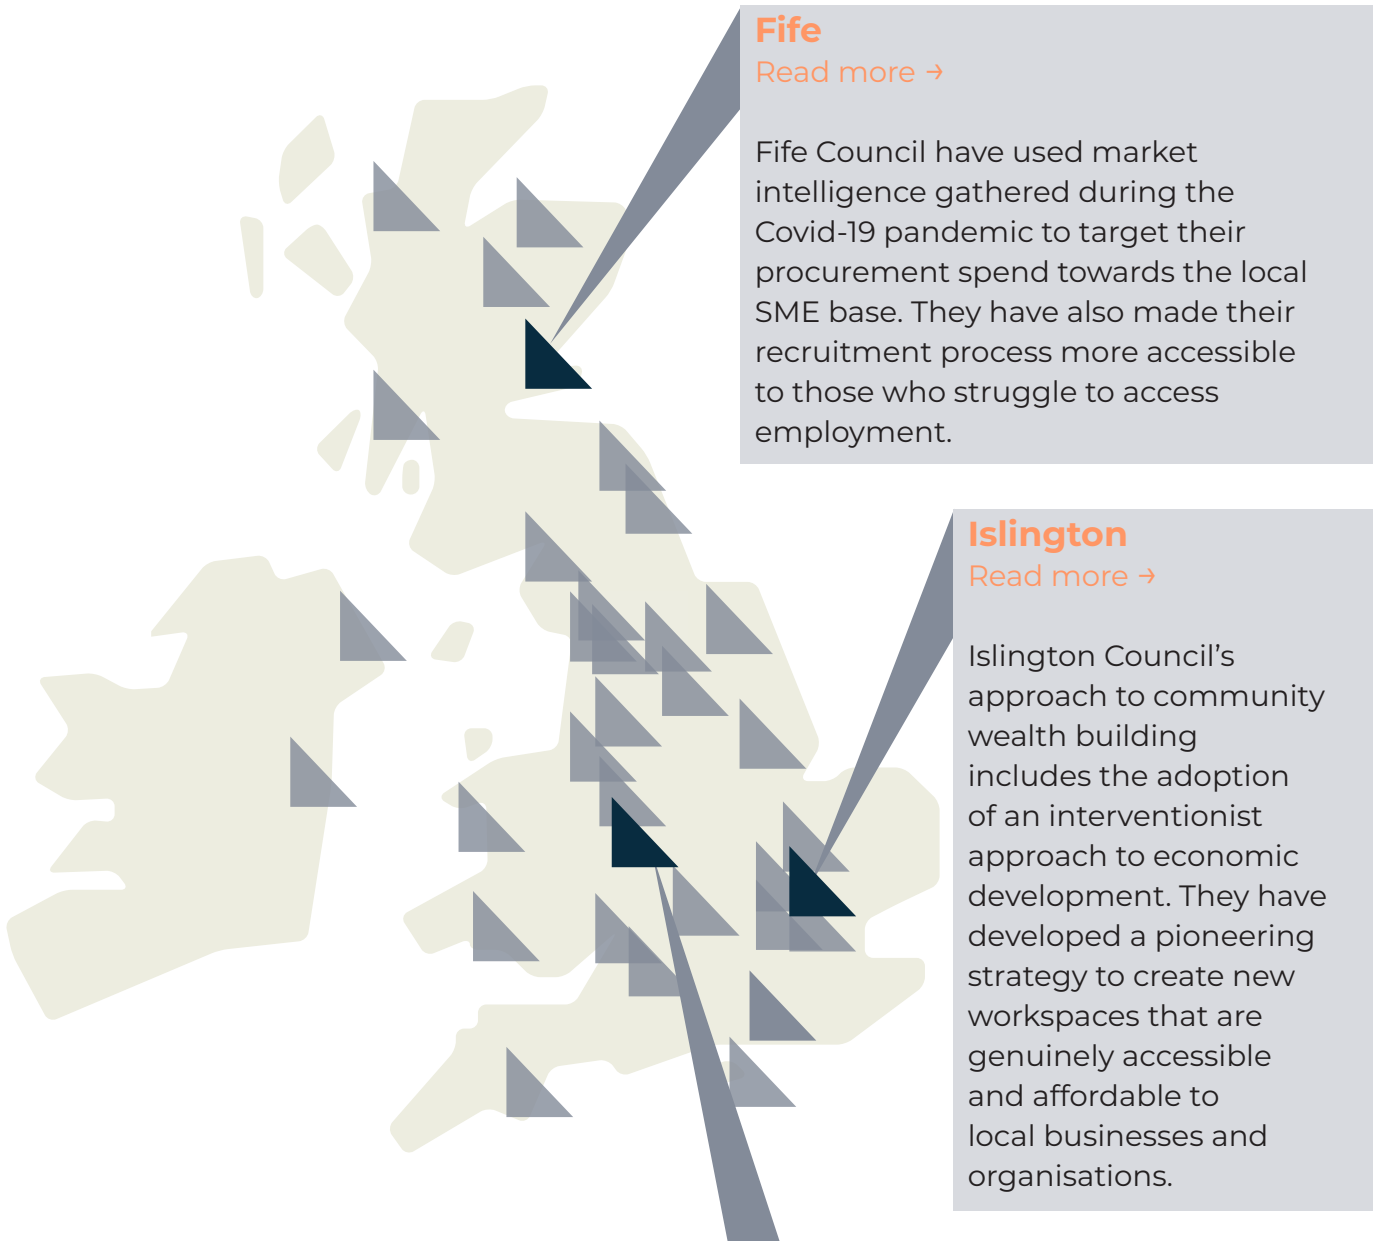 Fife
Read more →
Fife Council have used market
intelligence gathered during the
Covid-19 pandemic to target their
procurement spend towards the local
SME base. They have also made their
recruitment process more accessible
to those who struggle to access
employment.
Islington
Read more →
Islington Council’s
approach to community
wealth building
includes the adoption
of an interventionist
approach to economic
development. They have
developed a pioneering
strategy to create new
workspaces that are
genuinely accessible
and affordable to
local businesses and
organisations.